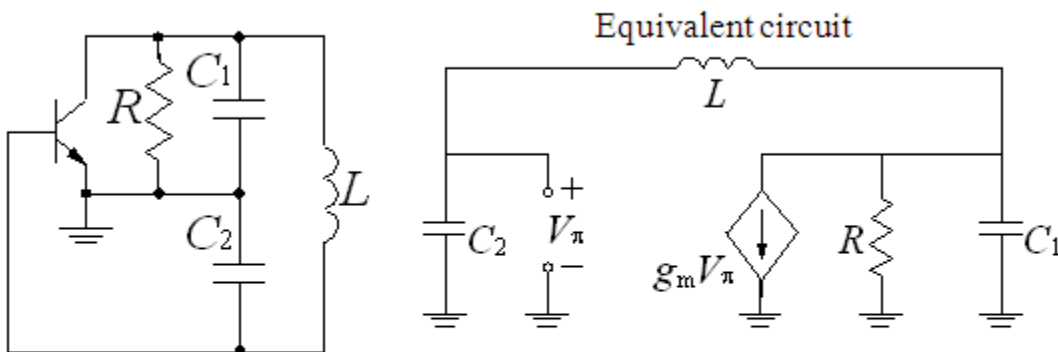 Equivalent circuit
C₁
R
L
C₂
L
C₂
+
Vπ
−
gₘVπ
R
C₁